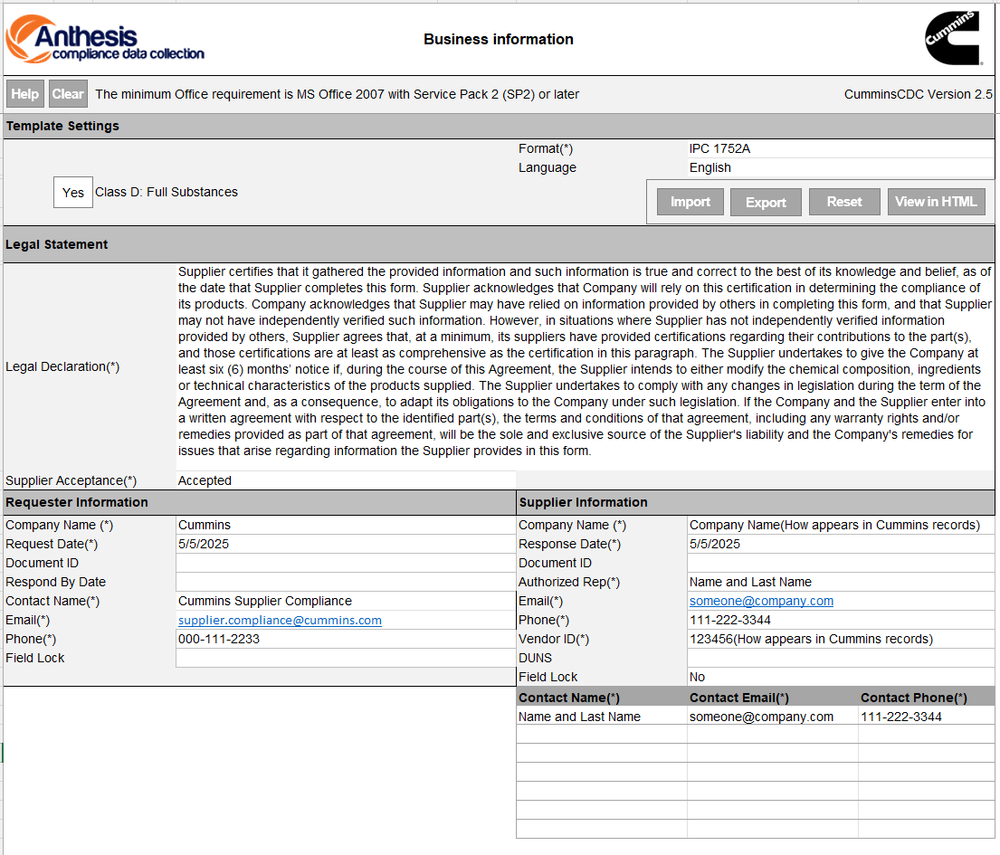 Anthesis
compliance data collection
Business information
Cummins
Help Clear The minimum Office requirement is MS Office 2007 with Service Pack 2 (SP2) or later CumminsCDC Version 2.5
Template Settings
Format(*) IPC 1752A
Language English
Yes Class D: Full Substances
Import Export Reset View in HTML
Legal Statement
Legal Declaration(*)
Supplier certifies that it gathered the provided information and such information is true and correct to the best of its knowledge and belief, as of
the date that Supplier completes this form. Supplier acknowledges that Company will rely on this certification in determining the compliance of
its products. Company acknowledges that Supplier may have relied on information provided by others in completing this form, and that Supplier
may not have independently verified such information. However, in situations where Supplier has not independently verified information
provided by others, Supplier agrees that, at a minimum, its suppliers have provided certifications regarding their contributions to the part(s),
and those certifications are at least as comprehensive as the certification in this paragraph. The Supplier undertakes to give the Company at
least six (6) months' notice if, during the course of this Agreement, the Supplier intends to either modify the chemical composition, ingredients
or technical characteristics of the products supplied. The Supplier undertakes to comply with any changes in legislation during the term of the
Agreement and, as a consequence, to adapt its obligations to the Company under such legislation. If the Company and the Supplier enter into
a written agreement with respect to the identified part(s), the terms and conditions of that agreement, including any warranty rights and/or
remedies provided as part of that agreement, will be the sole and exclusive source of the Supplier's liability and the Company's remedies for
issues that arise regarding information the Supplier provides in this form.
Supplier Acceptance(*) Accepted
Requester Information
Company Name (*) Cummins
Request Date(*) 5/5/2025
Document ID
Respond By Date
Contact Name(*) Cummins Supplier Compliance
Email(*) supplier.compliance@cummins.com
Phone(*) 000-111-2233
Field Lock
Supplier Information
Company Name (*) Company Name(How appears in Cummins records)
Response Date(*) 5/5/2025
Document ID
Authorized Rep(*) Name and Last Name
Email(*) someone@company.com
Phone(*) 111-222-3344
Vendor ID(*) 123456(How appears in Cummins records)
DUNS
Field Lock No
Contact Name(*) Contact Email(*) Contact Phone(*)
Name and Last Name someone@company.com 111-222-3344